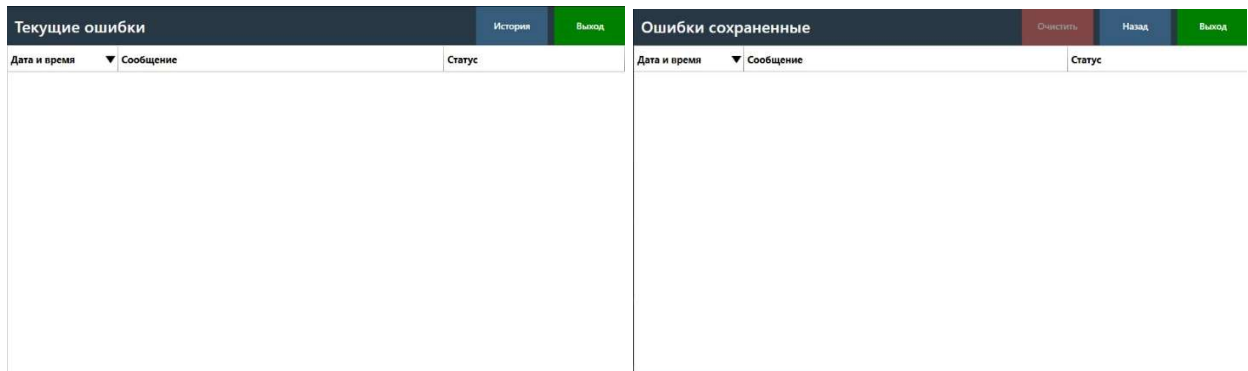 Текущие ошибки История Выход
Дата и время Сообщение Статус
Ошибки сохраненные Очистить Назад Выход
Дата и время Сообщение Статус